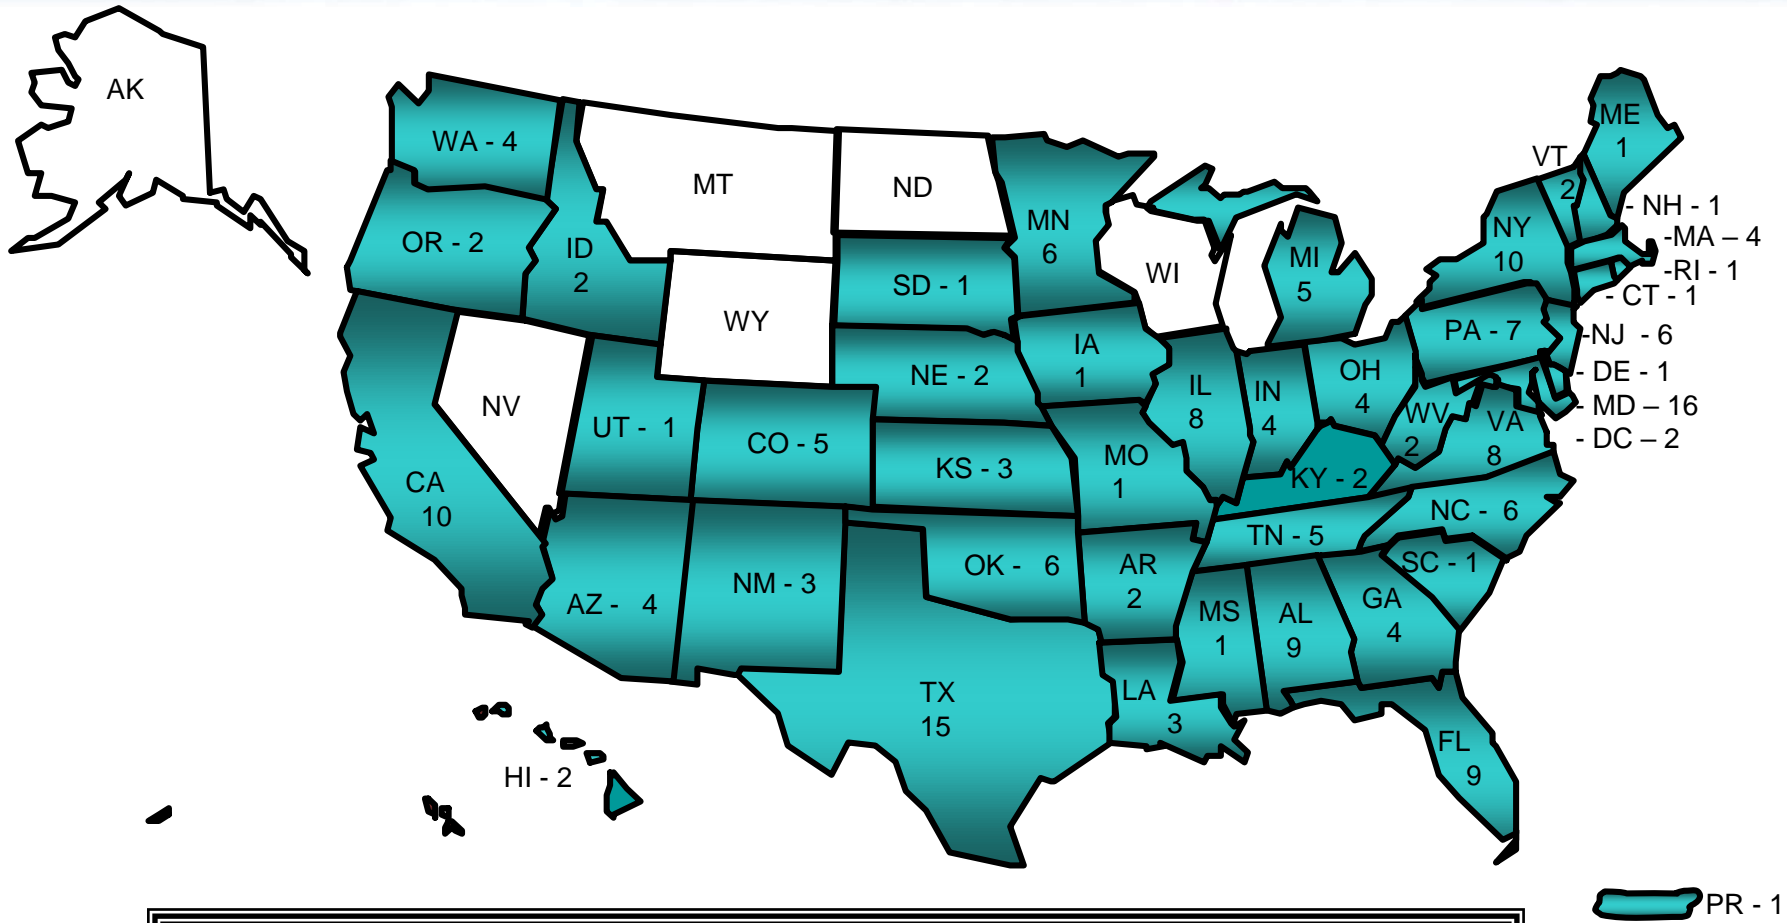 AK
WA - 4
MT
ND
MN
6
ME
1
VT
2
- NH - 1
-MA – 4
-RI - 1
- CT - 1
OR - 2
ID
2
SD - 1
WI
MI
5
NY
10
WY
PA - 7
-NJ - 6
- DE - 1
- MD – 16
- DC – 2
NV
UT - 1
CO - 5
NE - 2
IA
1
IL
8
IN
4
OH
4
WV
2
VA
8
CA
10
KS - 3
MO
1
KY - 2
NC - 6
TN - 5
SC - 1
AZ - 4
NM - 3
OK - 6
AR
2
MS
1
AL
9
GA
4
TX
15
LA
3
FL
9
HI - 2
PR - 1